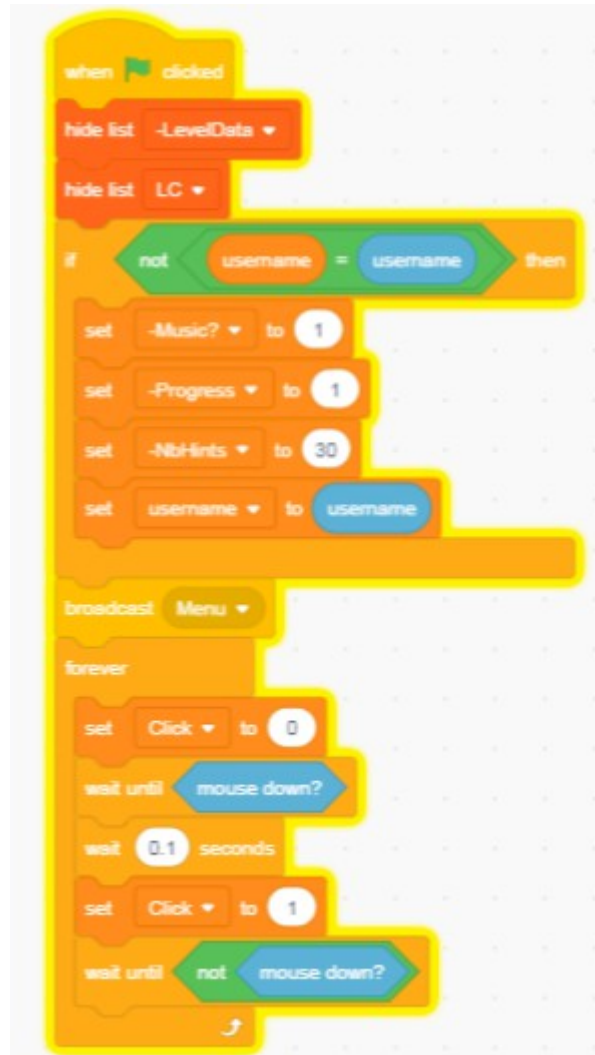 when clicked
hide list -LevelData
hide list LC
if not username = username then
set -Music? to 1
set -Progress to 1
set -NbHints to 30
set username to username
broadcast Menu
forever
set Click to 0
wait until mouse down?
wait 0.1 seconds
set Click to 1
wait until not mouse down?